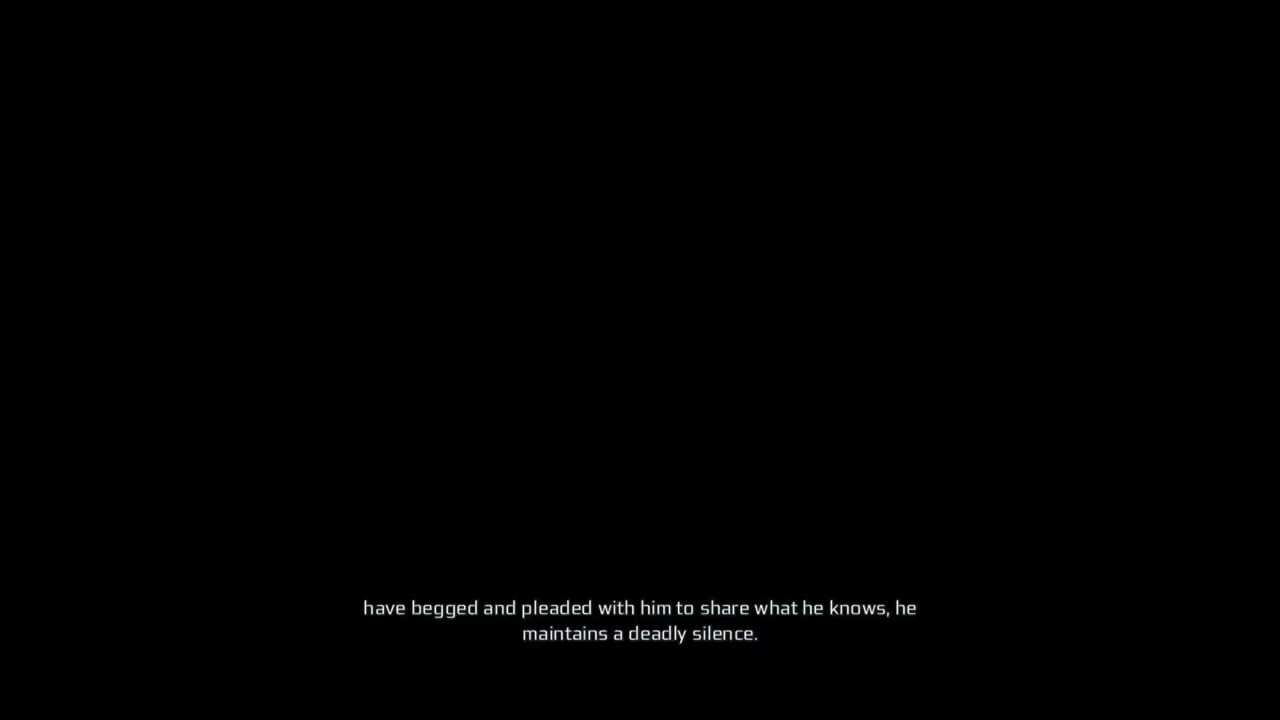 have begged and pleaded with him to share what he knows, he
maintains a deadly silence.